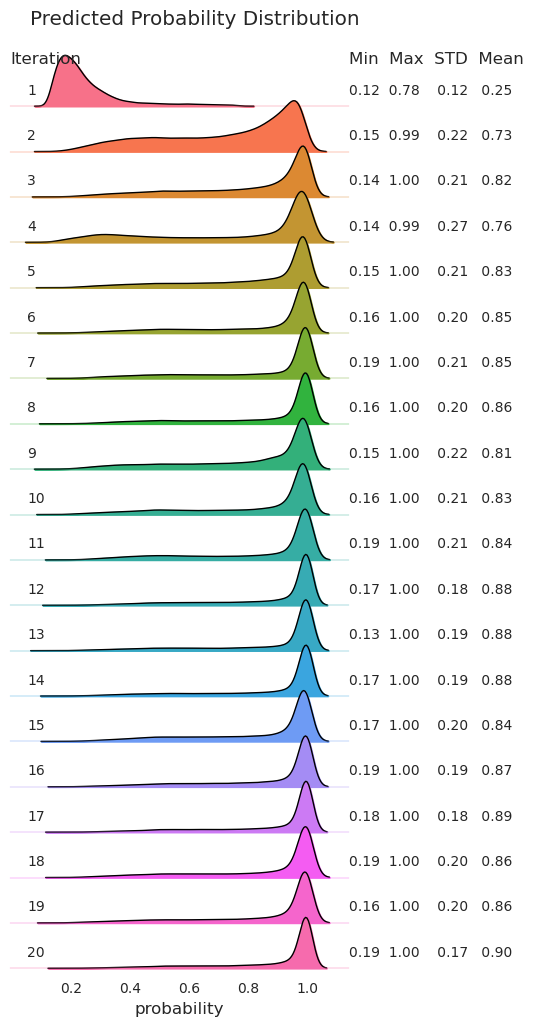 Predicted Probability Distribution
Iteration Min Max STD Mean
1 0.12 0.78 0.12 0.25
2 0.15 0.99 0.22 0.73
3 0.14 1.00 0.21 0.82
4 0.14 0.99 0.27 0.76
5 0.15 1.00 0.21 0.83
6 0.16 1.00 0.20 0.85
7 0.19 1.00 0.21 0.85
8 0.16 1.00 0.20 0.86
9 0.15 1.00 0.22 0.81
10 0.16 1.00 0.21 0.83
11 0.19 1.00 0.21 0.84
12 0.17 1.00 0.18 0.88
13 0.13 1.00 0.19 0.88
14 0.17 1.00 0.19 0.88
15 0.17 1.00 0.20 0.84
16 0.19 1.00 0.19 0.87
17 0.18 1.00 0.18 0.89
18 0.19 1.00 0.20 0.86
19 0.16 1.00 0.20 0.86
20 0.19 1.00 0.17 0.90
0.2 0.4 0.6 0.8 1.0
probability